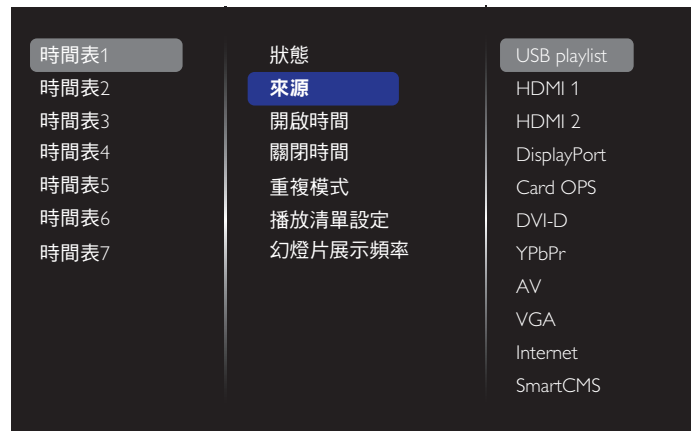 時間表1
時間表2
時間表3
時間表4
時間表5
時間表6
時間表7
狀態
來源
開啟時間
關閉時間
重複模式
播放清單設定
幻燈片展示頻率
USB playlist
HDMI 1
HDMI 2
DisplayPort
Card OPS
DVI-D
YPbPr
AV
VGA
Internet
SmartCMS